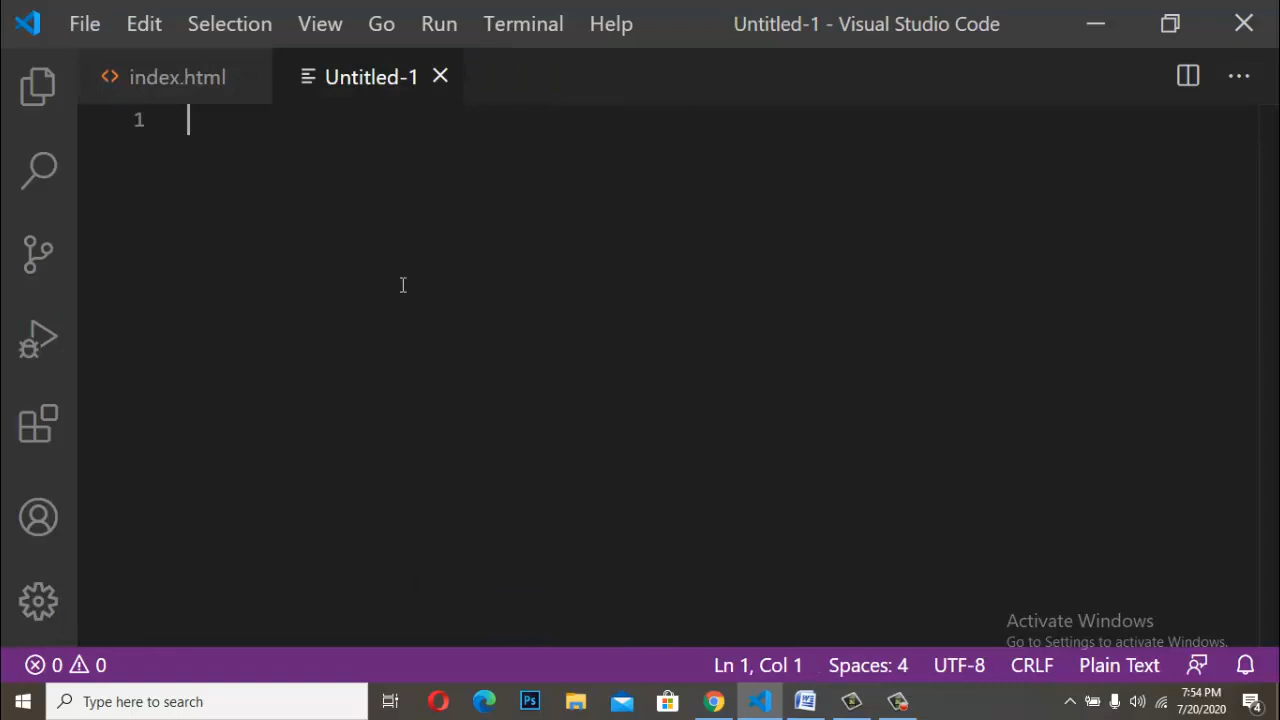 File Edit Selection View Go Run Terminal Help Untitled-1 - Visual Studio Code
index.html Untitled-1
1
Activate Windows
Go to Settings to activate Windows.
0 0 Ln 1, Col 1 Spaces: 4 UTF-8 CRLF Plain Text
Type here to search Ps 7:54 PM
7/20/2020 4